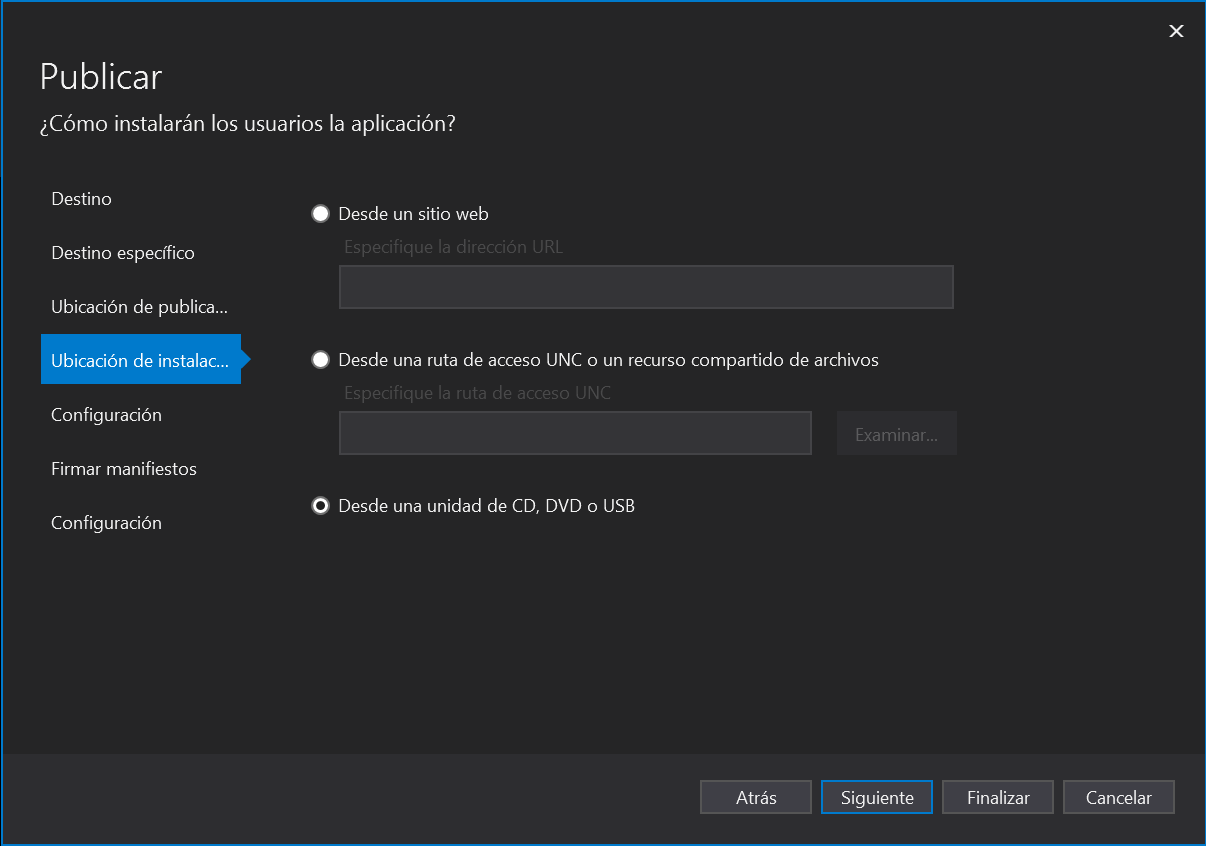 Publicar
¿Cómo instalarán los usuarios la aplicación?
Destino
Destino específico
Ubicación de publica...
Ubicación de instalac...
Configuración
Firmar manifiestos
Configuración
Desde un sitio web
Especifique la dirección URL
Desde una ruta de acceso UNC o un recurso compartido de archivos
Especifique la ruta de acceso UNC
Examinar...
Desde una unidad de CD, DVD o USB
Atrás
Siguiente
Finalizar
Cancelar